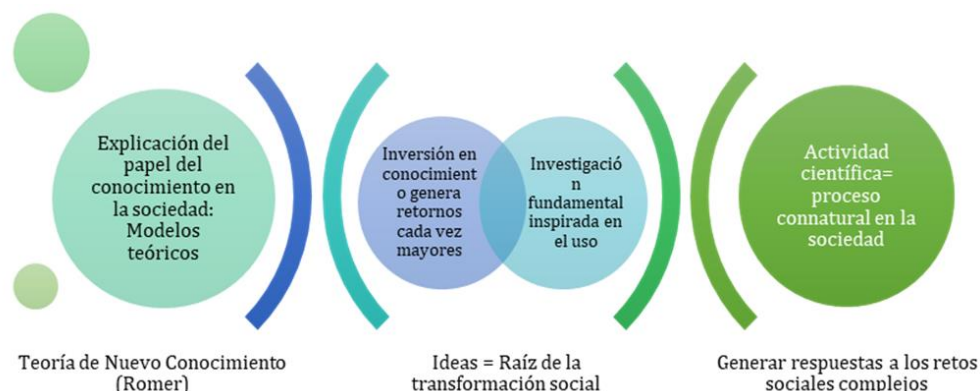 Explicación del
papel del
conocimiento en
la sociedad:
Modelos
teóricos
Inversión en
conocimient
o genera
retornos
cada vez
mayores
Investigació
n
fundamental
inspirada en
el uso
Actividad
científica=
proceso
connatural en la
sociedad
Teoría de Nuevo Conocimiento
(Romer)
Ideas = Raíz de la
transformación social
Generar respuestas a los retos
sociales complejos